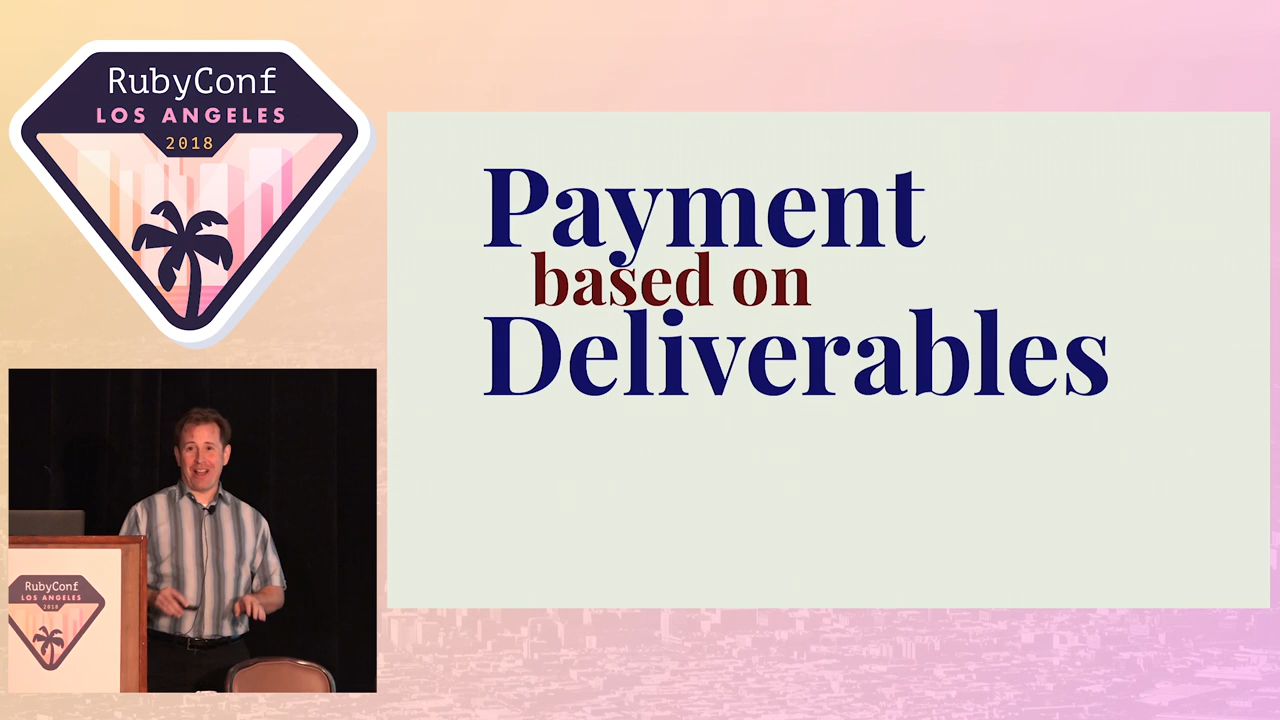 RubyConf
LOS ANGELES
2018
Payment
based on
Deliverables
RubyConf
LOS ANGELES
2018